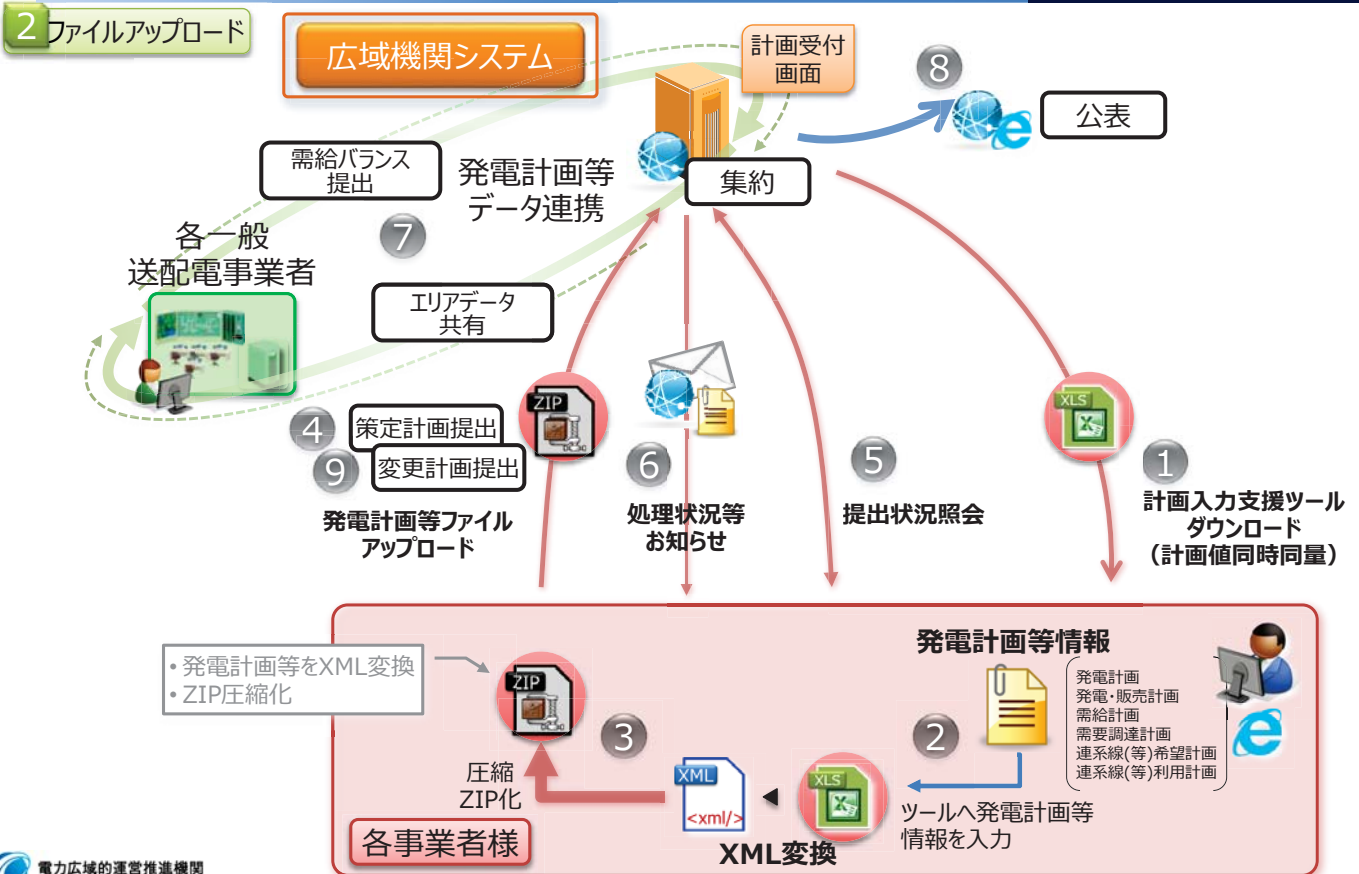 2 ファイルアップロード
広域機関システム
計画受付
画面
8
公表
需給バランス
提出
発電計画等
データ連携
集約
7
各一般
送配電事業者
エリアデータ
共有
4
策定計画提出
9
変更計画提出
ZIP
発電計画等ファイル
アップロード
6
処理状況等
お知らせ
5
提出状況照会
XLS
1
計画入力支援ツール
ダウンロード
(計画値同時同量)
・発電計画等をXML変換
・ZIP圧縮化
ZIP
3
圧縮
ZIP化
XML
<xml/>
XLS
XML変換
発電計画等情報
発電計画
発電・販売計画
需給計画
需要調達計画
連系線(等)希望計画
連系線(等)利用計画
2
ツールへ発電計画等
情報を入力
各事業者様
電力広域的運営推進機関